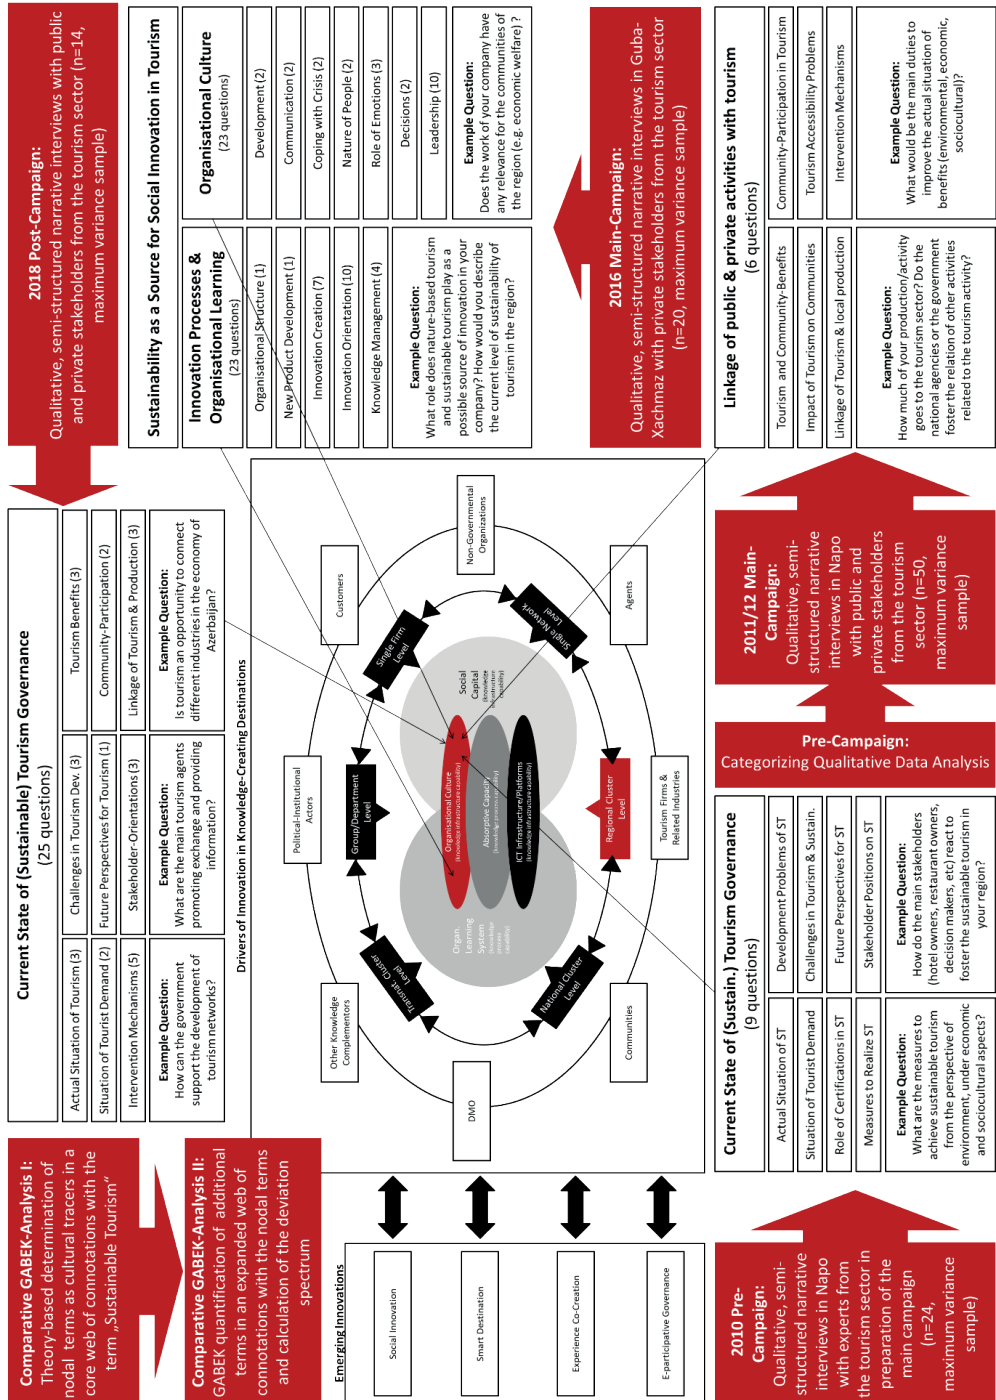 Comparative GABEK-Analysis I:
Theory-based determination of
nodal terms as cultural tracers in a
core web of connotations with the
term „Sustainable Tourism“
Comparative GABEK-Analysis II:
GABEK quantification of additional
terms in an expanded web of
connotations with the nodal terms
and calculation of the deviation
spectrum
Current State of (Sustainable) Tourism Governance
(25 questions)
Actual Situation of Tourism (3)
Challenges in Tourism Dev. (3)
Tourism Benefits (3)
Situation of Tourist Demand (2)
Future Perspectives for Tourism (1)
Community-Participation (2)
Intervention Mechanisms (5)
Stakeholder-Orientations (3)
Linkage of Tourism & Production (3)
Example Question:
How can the government
support the development of
tourism networks?
Example Question:
What are the main tourism agents
promoting exchange and providing
information?
Example Question:
Is tourism an opportunity to connect
different industries in the economy of
Azerbaijan?
2018 Post-Campaign:
Qualitative, semi-structured narrative interviews with public
and private stakeholders from the tourism sector (n=14,
maximum variance sample)
Sustainability as a Source for Social Innovation in Tourism
Innovation Processes &
Organisational Learning
(23 questions)
Organisational Structure (1)
New Product Development (1)
Innovation Creation (7)
Innovation Orientation (10)
Knowledge Management (4)
Example Question:
What role does nature-based tourism
and sustainable tourism play as a
possible source of innovation in your
company? How would you describe
the current level of sustainability of
tourism in the region?
Organisational Culture
(23 questions)
Development (2)
Communication (2)
Coping with Crisis (2)
Nature of People (2)
Role of Emotions (3)
Decisions (2)
Leadership (10)
Example Question:
Does the work of your company have
any relevance for the communities of
the region (e.g. economic welfare) ?
Emerging Innovations
Social Innovation
Smart Destination
Experience Co-Creation
E-participative Governance
Drivers of Innovation in Knowledge-Creating Destinations
Other Knowledge
Complementors
Political-Institutional
Actors
Customers
DMO
Non-Governmental
Organizations
Communities
Tourism Firms &
Related Industries
Agents
Transnat. Cluster
Level
Group/Department
Level
Single Firm
Level
National Cluster
Level
Regional Cluster
Level
Single Network
Level
Organ.
Learning
System
(knowledge
process
capability)
Organisational Culture
(knowledge infrastructure capability)
Absorptive Capacity
(knowledge process capability)
ICT Infrastructure/Platforms
(knowledge infrastructure capability)
Social
Capital
(knowledge
infrastructure
capability)
2016 Main-Campaign:
Qualitative, semi-structured narrative interviews in Guba-
Xachmaz with private stakeholders from the tourism sector
(n=20, maximum variance sample)
2010 Pre-
Campaign:
Qualitative, semi-
structured narrative
interviews in Napo
with experts from
the tourism sector in
preparation of the
main campaign
(n=24,
maximum variance
sample)
Current State of (Sustain.) Tourism Governance
(9 questions)
Actual Situation of ST
Development Problems of ST
Situation of Tourist Demand
Challenges in Tourism & Sustain.
Role of Certifications in ST
Future Perspectives for ST
Measures to Realize ST
Stakeholder Positions on ST
Example Question:
What are the measures to
achieve sustainable tourism
from the perspective of
environment, under economic
and sociocultural aspects?
Example Question:
How do the main stakeholders
(hotel owners, restaurant owners,
decision makers, etc) react to
foster the sustainable tourism in
your region?
Pre-Campaign:
Categorizing Qualitative Data Analysis
2011/12 Main-
Campaign:
Qualitative, semi-
structured narrative
interviews in Napo
with public and
private stakeholders
from the tourism
sector (n=50,
maximum variance
sample)
Linkage of public & private activities with tourism
(6 questions)
Tourism and Community-Benefits
Community-Participation in Tourism
Impact of Tourism on Communities
Tourism Accessibility Problems
Linkage of Tourism & local production
Intervention Mechanisms
Example Question:
How much of your production/activity
goes to the tourism sector? Do the
national agencies or the government
foster the relation of other activities
related to the tourism activity?
Example Question:
What would be the main duties to
improve the actual situation of
benefits (environmental, economic,
sociocultural)?